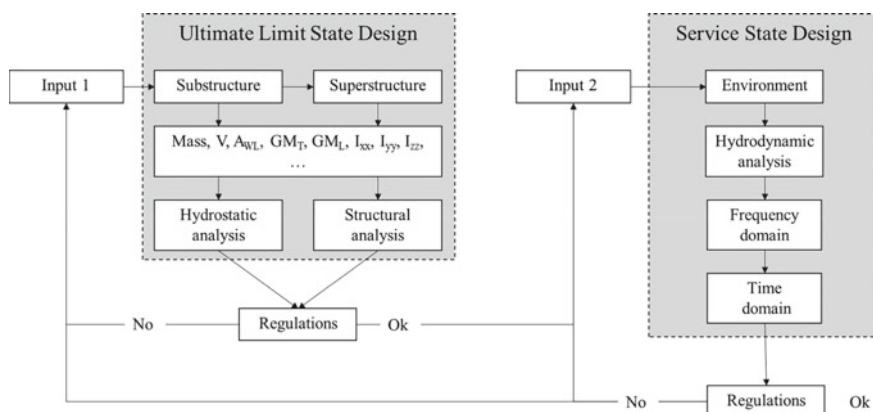 Ultimate Limit State Design
Service State Design
Input 1
Substructure
Superstructure
Input 2
Environment
Mass, V, A_WL, GM_T, GM_L, I_xx, I_yy, I_zz,
…
Hydrodynamic
analysis
Hydrostatic
analysis
Structural
analysis
Frequency
domain
Time
domain
No
Regulations
Ok
No
Regulations
Ok